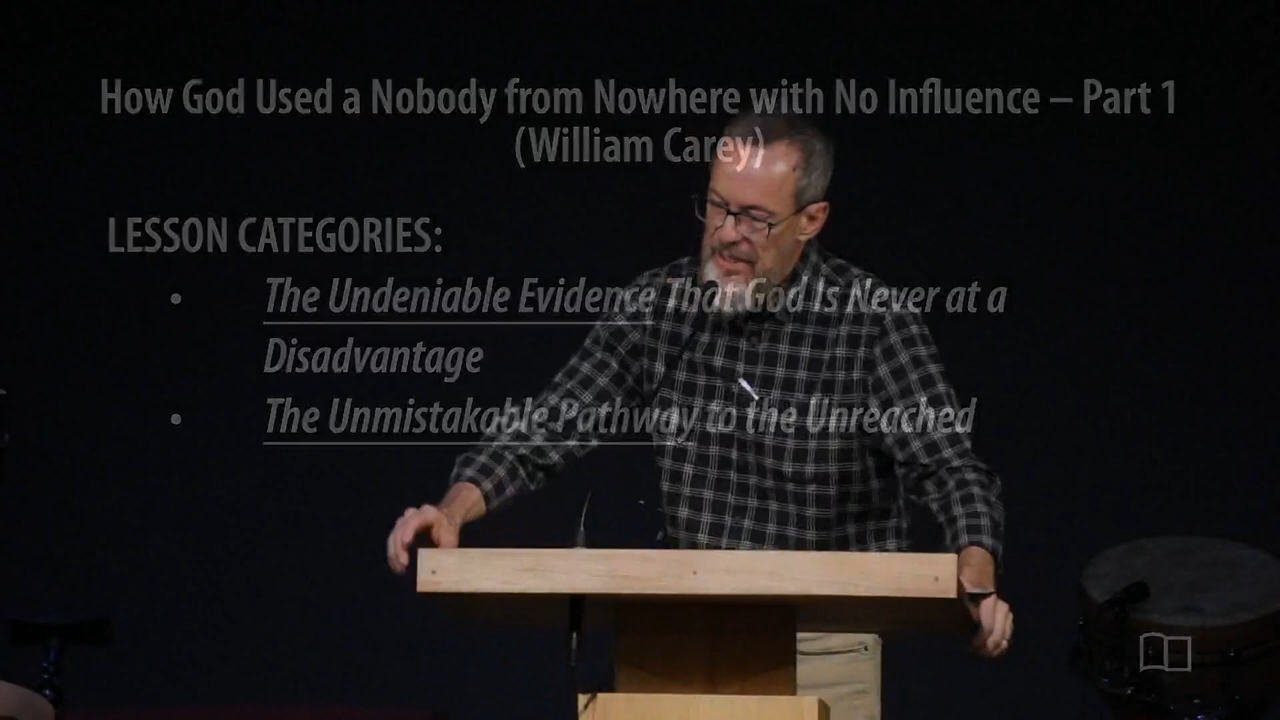 How God Used a Nobody from Nowhere with No Influence – Part 1
(William Carey)
LESSON CATEGORIES:
• The Undeniable Evidence That God Is Never at a
Disadvantage
• The Unmistakable Pathway to the Unreached